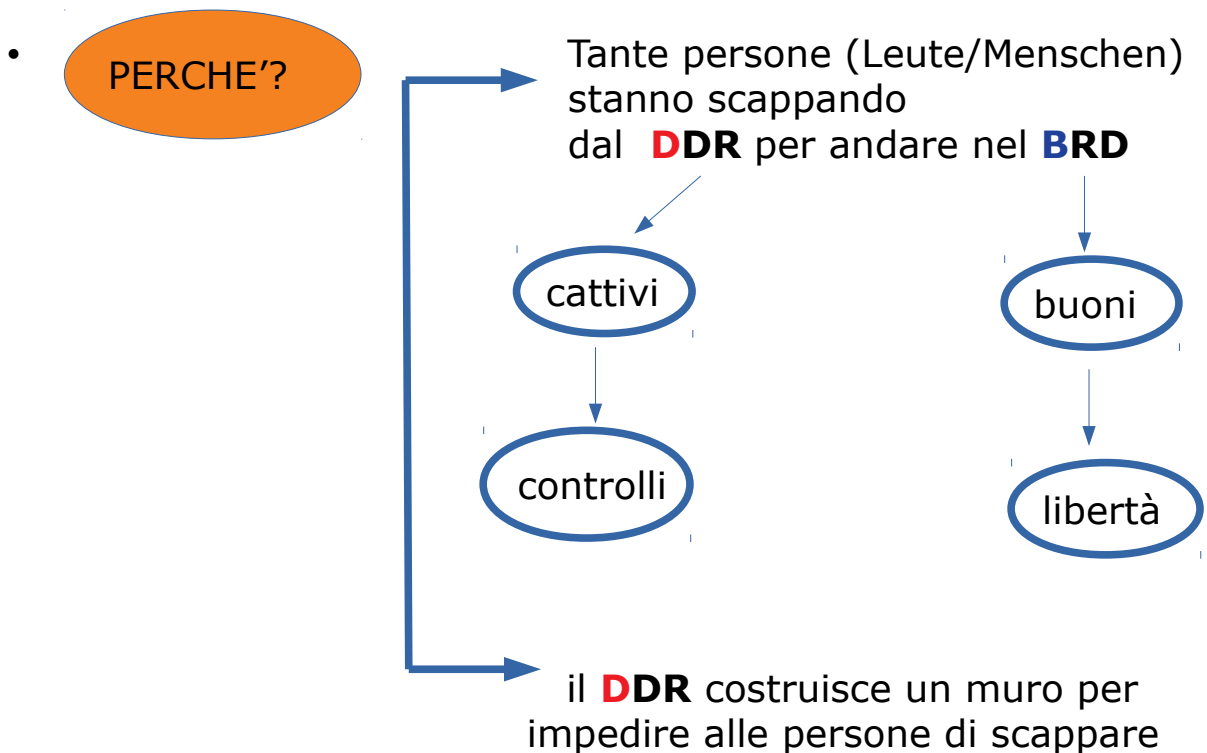 • PERCHE’?
Tante persone (Leute/Menschen)
stanno scappando
dal DDR per andare nel BRD
cattivi
buoni
controlli
libertà
il DDR costruisce un muro per
impedire alle persone di scappare